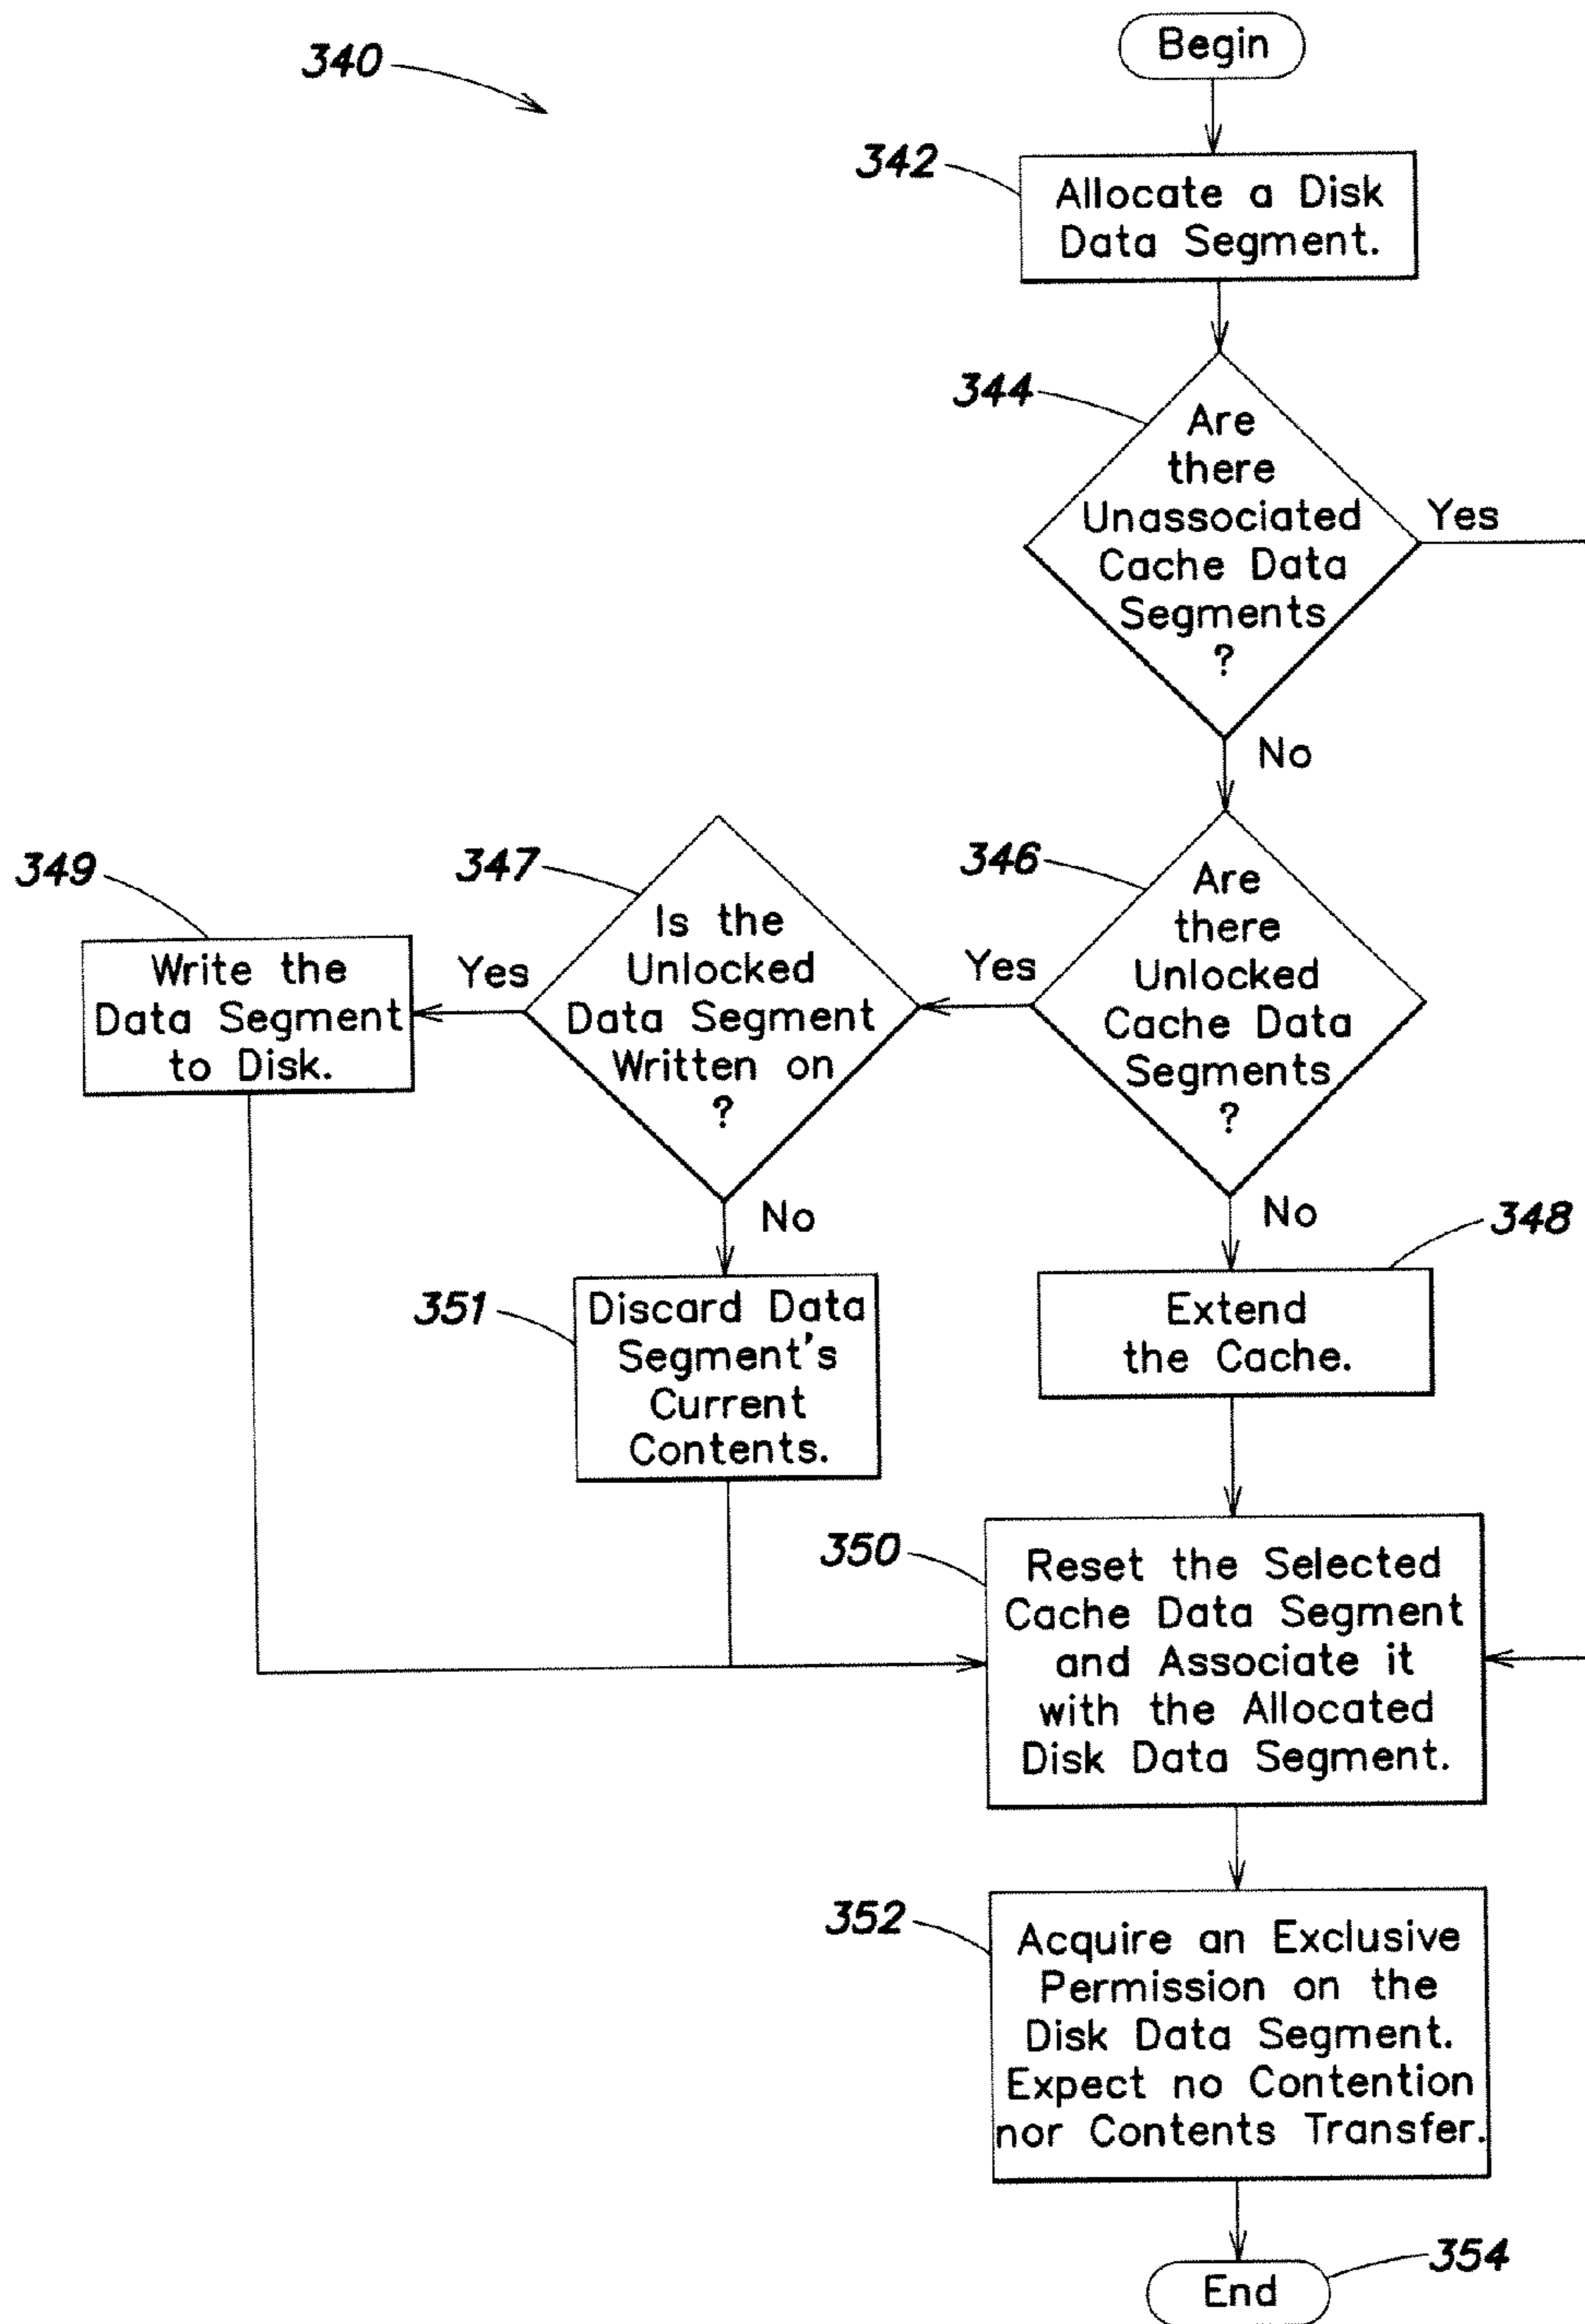 340
Begin
342
Allocate a Disk
Data Segment.
344
Are
there
Unassociated
Cache Data
Segments
?
Yes
No
349
Write the
Data Segment
to Disk.
Yes
347
Is the
Unlocked
Data Segment
Written on
?
Yes
346
Are
there
Unlocked
Cache Data
Segments
?
No
No
348
351
Discard Data
Segment's
Current
Contents.
Extend
the Cache.
350
Reset the Selected
Cache Data Segment
and Associate it
with the Allocated
Disk Data Segment.
352
Acquire an Exclusive
Permission on the
Disk Data Segment.
Expect no Contention
nor Contents Transfer.
354
End